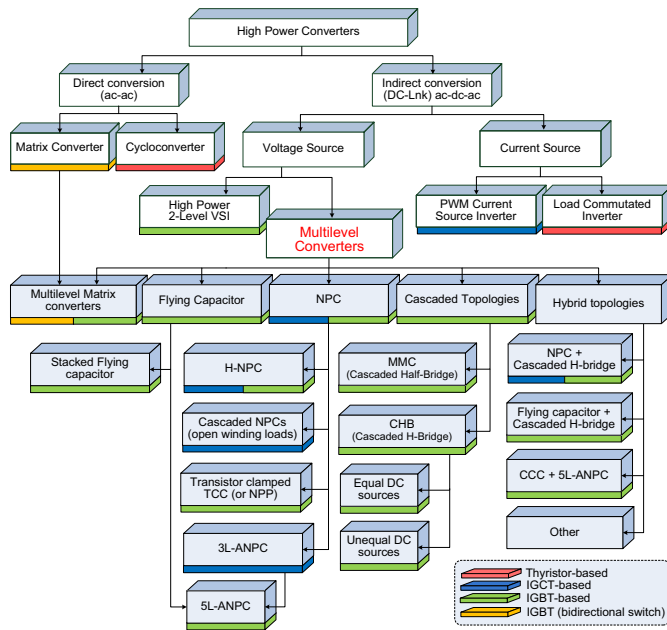 High Power Converters
Direct conversion
(ac-ac)
Indirect conversion
(DC-Lnk) ac-dc-ac
Matrix Converter
Cycloconverter
Voltage Source
Current Source
High Power
2-Level VSI
PWM Current
Source Inverter
Load Commutated
Inverter
Multilevel
Converters
Multilevel Matrix
converters
Flying Capacitor
NPC
Cascaded Topologies
Hybrid topologies
Stacked Flying
capacitor
H-NPC
MMC
(Cascaded Half-Bridge)
NPC +
Cascaded H-bridge
Cascaded NPCs
(open winding loads)
CHB
(Cascaded H-Bridge)
Flying capacitor +
Cascaded H-bridge
Transistor clamped
TCC (or NPP)
Equal DC
sources
CCC + 5L-ANPC
3L-ANPC
Unequal DC
sources
Other
5L-ANPC
Thyristor-based
IGCT-based
IGBT-based
IGBT (bidirectional switch)